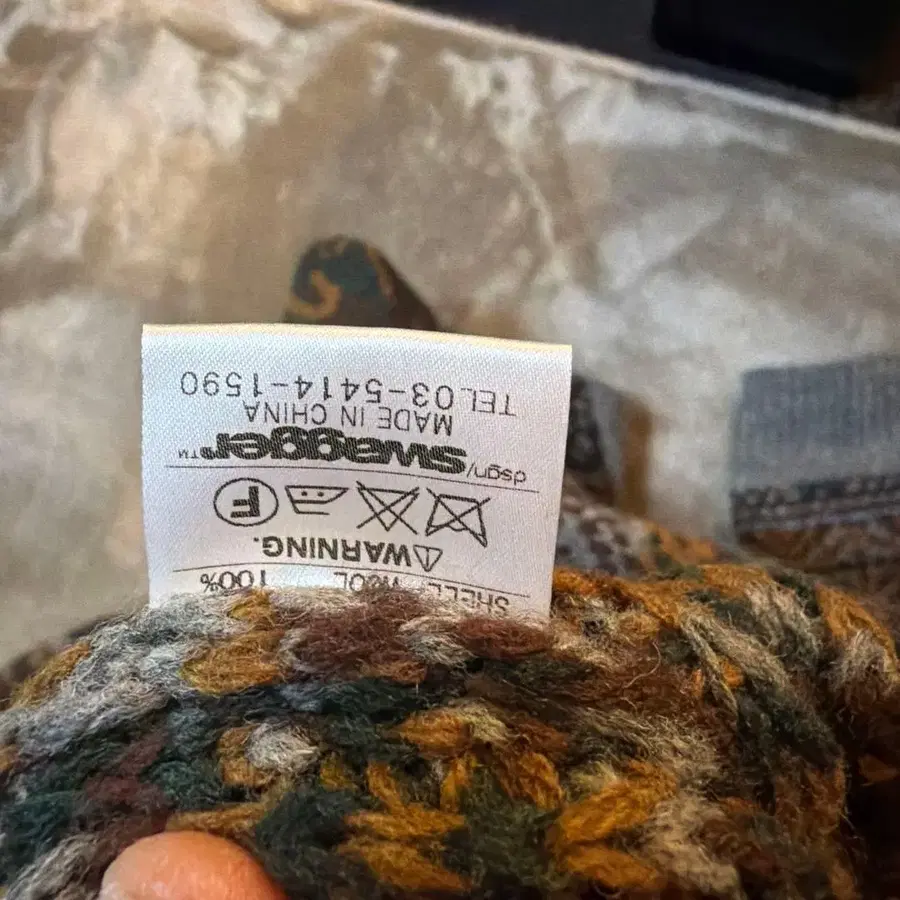 SHELL: WOOL 100%
⚠WARNING.
F
dsgn/swagger™
MADE IN CHINA
TEL 03-5414-1590